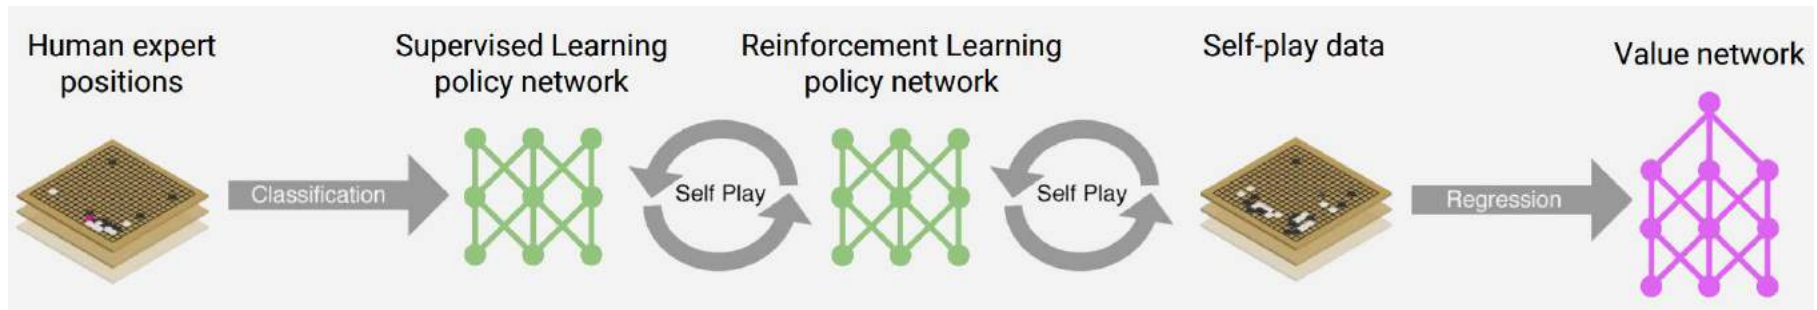 Human expert
positions
Supervised Learning
policy network
Reinforcement Learning
policy network
Self-play data
Value network
Classification
Self Play
Self Play
Regression